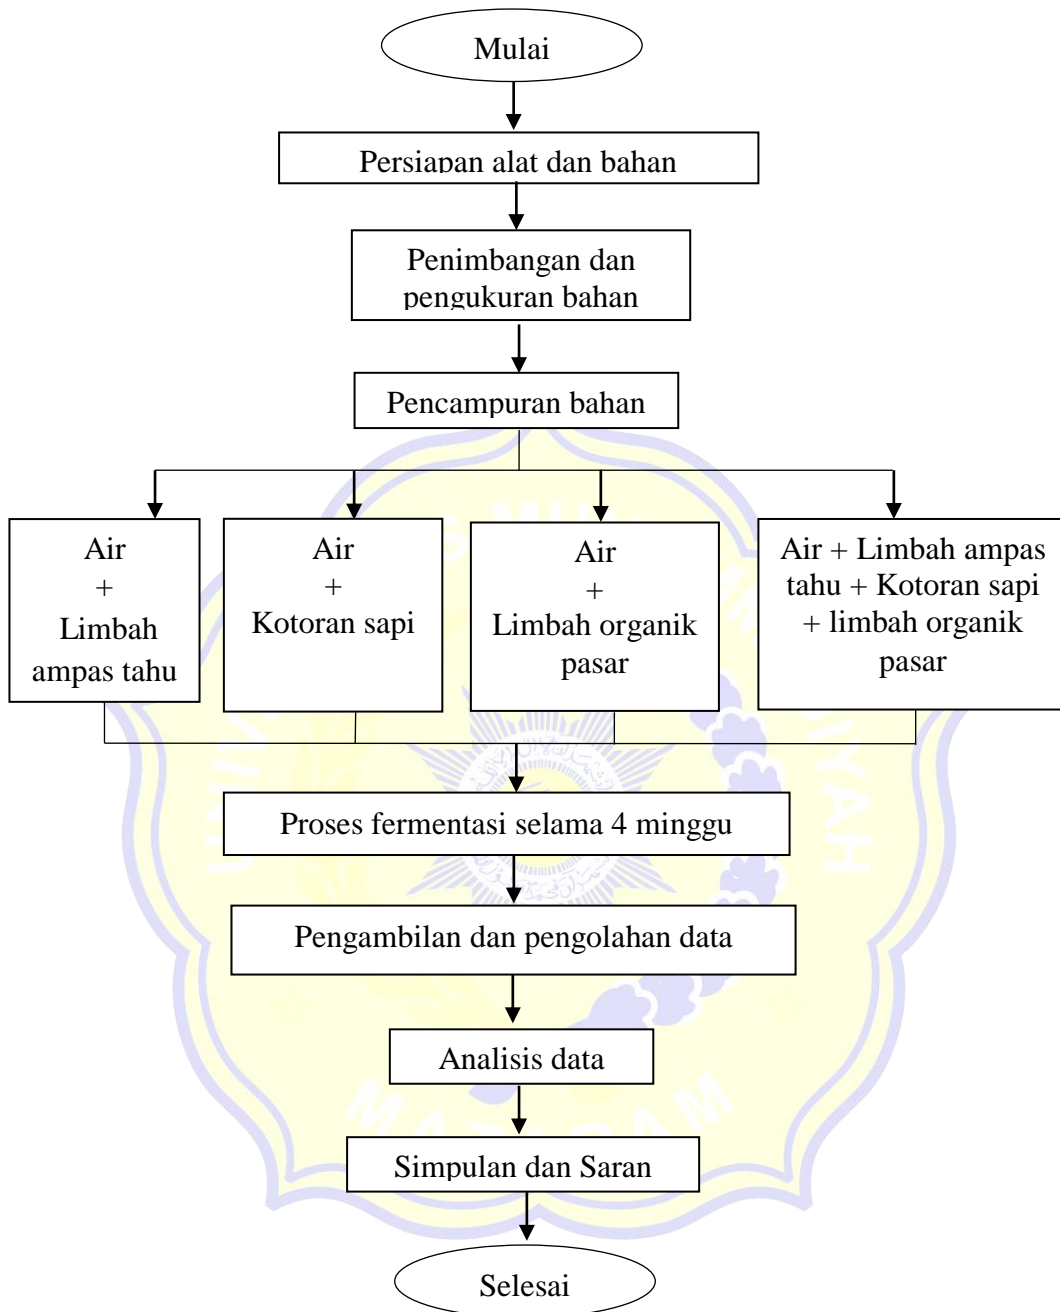 Mulai
Persiapan alat dan bahan
Penimbangan dan
pengukuran bahan
Pencampuran bahan
Air
+
Limbah
ampas tahu
Air
+
Kotoran sapi
Air
+
Limbah organik
pasar
Air + Limbah ampas
tahu + Kotoran sapi
+ limbah organik
pasar
Proses fermentasi selama 4 minggu
Pengambilan dan pengolahan data
Analisis data
MATARAM
Simpulan dan Saran
Selesai